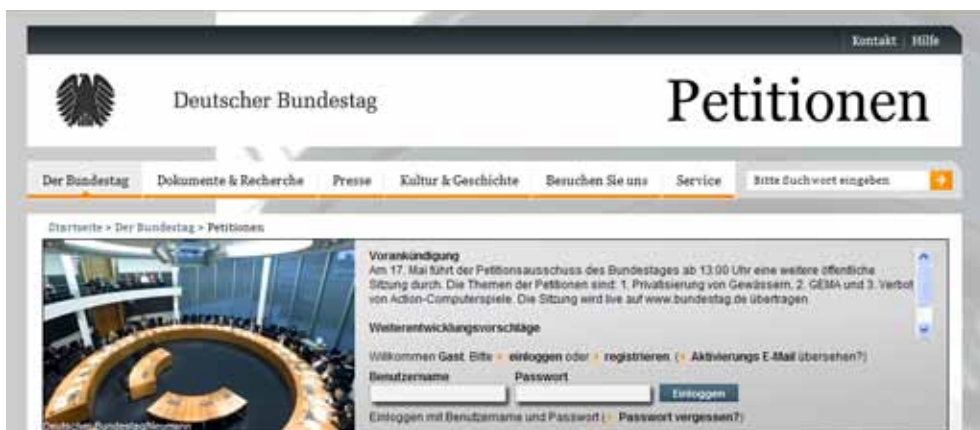 Kontakt Hilfe
Deutscher Bundestag
Petitionen
Der Bundestag Dokumente & Recherche Presse Kultur & Geschichte Besuchen Sie uns Service Bitte Suchwort eingeben
Startseite » Der Bundestag » Petitionen
Vorankündigung
Am 17. Mai führt der Petitionsausschuss des Bundestages ab 13.00 Uhr eine weitere öffentliche
Sitzung durch. Die Themen der Petitionen sind: 1. Privatisierung von Gewässern, 2. GEMA und 3. Verbot
von Action-Computerspiele. Die Sitzung wird live auf www.bundestag.de übertragen.
Weiterentwicklungsvorschläge
Willkommen Gast. Bitte einloggen oder registrieren. ( Aktivierungs E-Mail übersehen?)
Benutzername Passwort
Einloggen
Einloggen mit Benutzername und Passwort ( Passwort vergessen?)
Deutscher Bundestag/Neumann